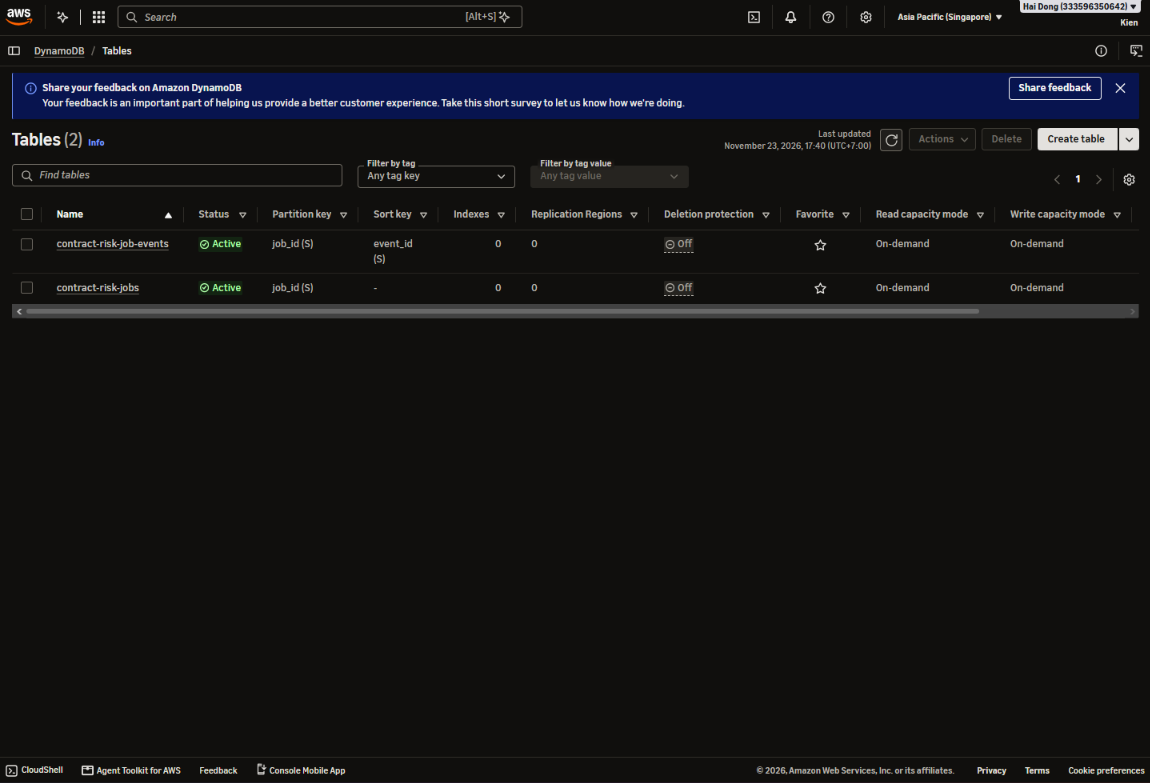 aws
Search
[Alt+S]
Asia Pacific (Singapore)
Hai Dong (333596350642)
Kien
DynamoDB / Tables
Share your feedback on Amazon DynamoDB
Your feedback is an important part of helping us provide a better customer experience. Take this short survey to let us know how we're doing.
Share feedback
Tables (2) Info
Last updated
November 23, 2026, 17:40 (UTC+7:00)
Actions
Delete
Create table
Find tables
Filter by tag
Any tag key
Filter by tag value
Any tag value
1
Name Status Partition key Sort key Indexes Replication Regions Deletion protection Favorite Read capacity mode Write capacity mode
contract-risk-job-events Active job_id (S) event_id (S) 0 0 Off On-demand On-demand
contract-risk-jobs Active job_id (S) - 0 0 Off On-demand On-demand
CloudShell Agent Toolkit for AWS Feedback Console Mobile App © 2026, Amazon Web Services, Inc. or its affiliates. Privacy Terms Cookie preferences